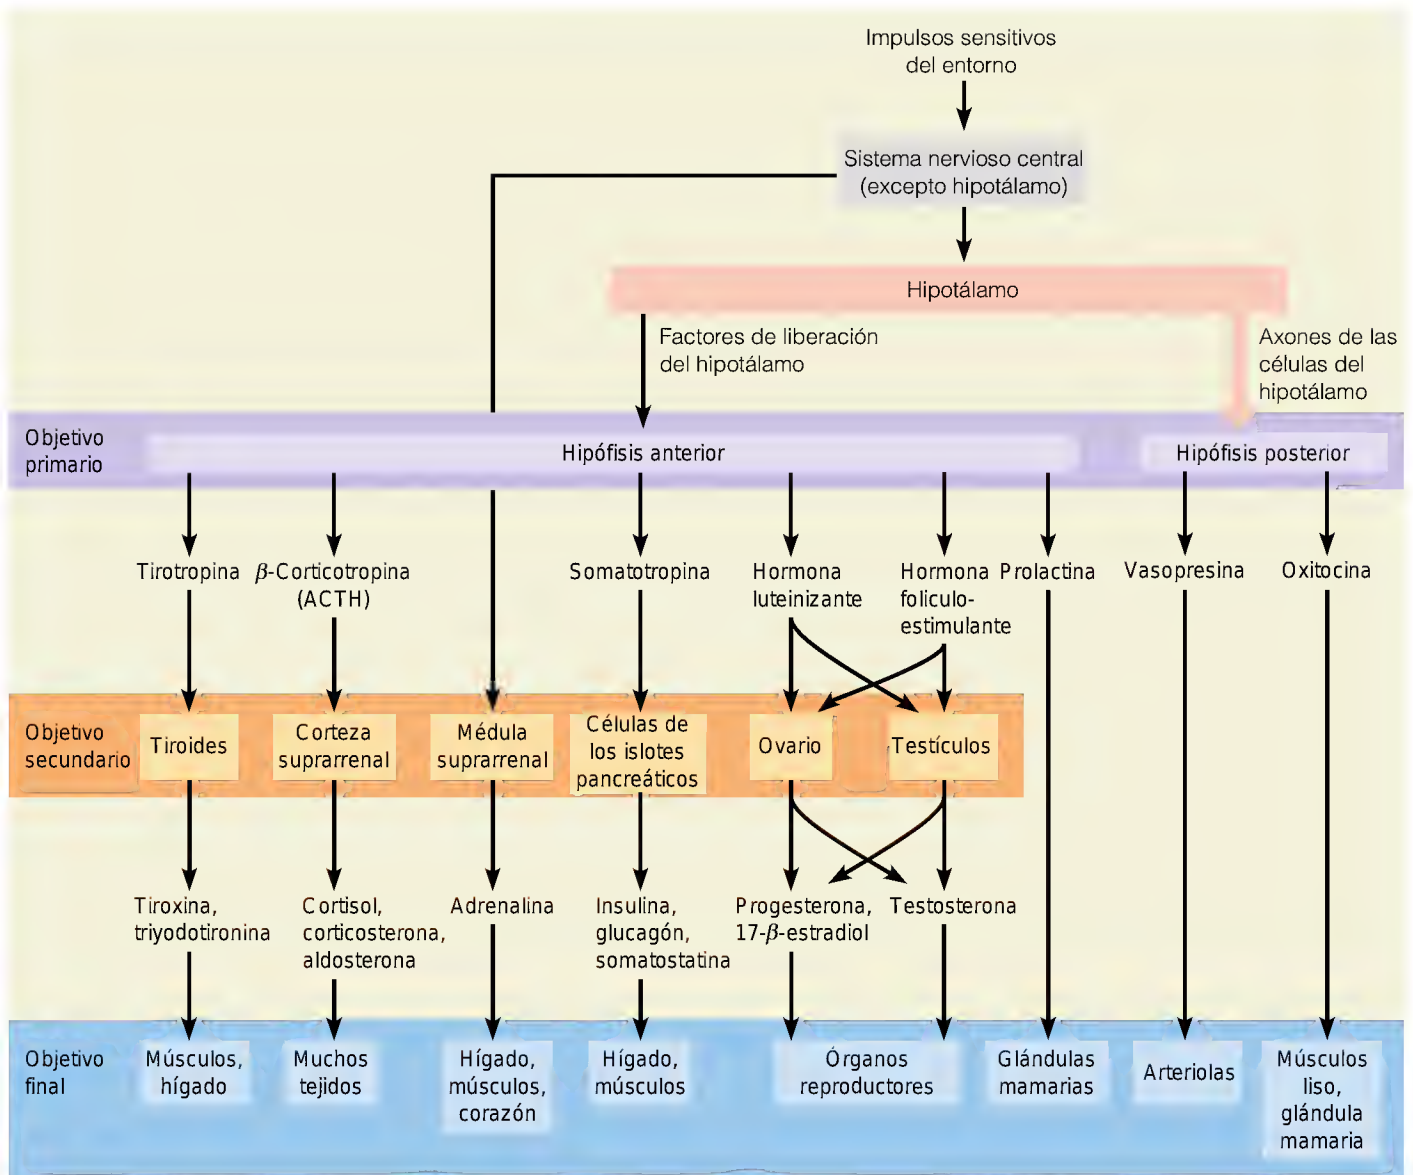 Impulsos sensitivos
del entorno
Sistema nervioso central
(excepto hipotálamo)
Hipotálamo
Factores de liberación
del hipotálamo
Axones de las
células del
hipotálamo
Objetivo
primario
Hipófisis anterior
Hipófisis posterior
Tirotropina
β-Corticotropina
(ACTH)
Somatotropina
Hormona
luteinizante
Hormona
foliculo-
estimulante
Prolactina
Vasopresina
Oxitocina
Objetivo
secundario
Tiroides
Corteza
suprarrenal
Médula
suprarrenal
Células de
los islotes
pancreáticos
Ovario
Testículos
Tiroxina,
triyodotironina
Cortisol,
corticosterona,
aldosterona
Adrenalina
Insulina,
glucagón,
somatostatina
Progesterona,
17-β-estradiol
Testosterona
Objetivo
final
Músculos,
hígado
Muchos
tejidos
Hígado,
músculos,
corazón
Hígado,
músculos
Órganos
reproductores
Glándulas
mamarias
Arteriolas
Músculos
liso,
glándula
mamaria